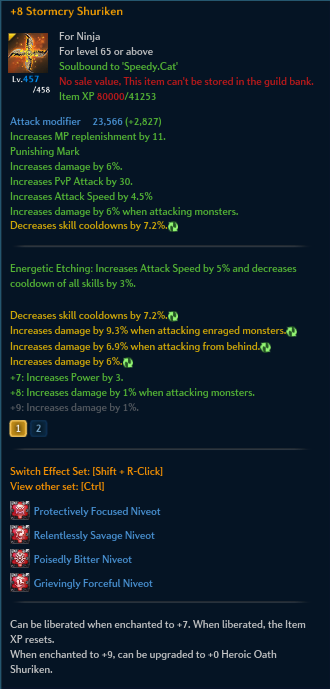 +8 Stormcry Shuriken
For Ninja
For level 65 or above
Soulbound to 'Speedy.Cat'
No sale value. This item can't be stored in the guild bank.
Lv.457
/458
Item XP 80000/41253
Attack modifier 23,566 (+2,827)
Increases MP replenishment by 11.
Punishing Mark
Increases damage by 6%.
Increases PvP Attack by 30.
Increases Attack Speed by 4.5%
Increases damage by 6% when attacking monsters.
Decreases skill cooldowns by 7.2%.
Energetic Etching: Increases Attack Speed by 5% and decreases
cooldown of all skills by 3%.
Decreases skill cooldowns by 7.2%.
Increases damage by 9.3% when attacking enraged monsters.
Increases damage by 6.9% when attacking from behind.
Increases damage by 6%.
+7: Increases Power by 3.
+8: Increases damage by 1% when attacking monsters.
+9: Increases damage by 1%.
1 2
Switch Effect Set: [Shift + R-Click]
View other set: [Ctrl]
Protectively Focused Niveot
Relentlessly Savage Niveot
Poisedly Bitter Niveot
Grievingly Forceful Niveot
Can be liberated when enchanted to +7. When liberated, the Item
XP resets.
When enchanted to +9, can be upgraded to +0 Heroic Oath
Shuriken.